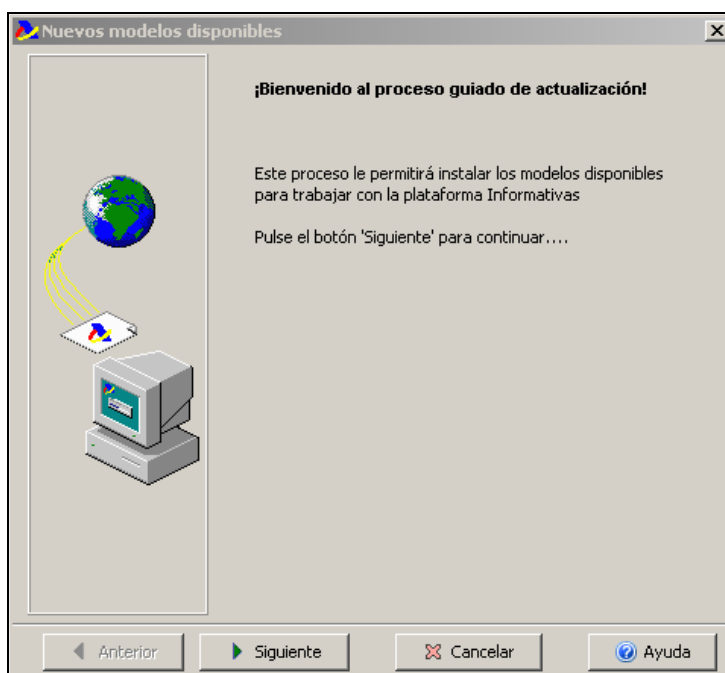 Nuevos modelos disponibles
¡Bienvenido al proceso guiado de actualización!
Este proceso le permitirá instalar los modelos disponibles
para trabajar con la plataforma Informativas
Pulse el botón 'Siguiente' para continuar....
Anterior
Siguiente
Cancelar
Ayuda